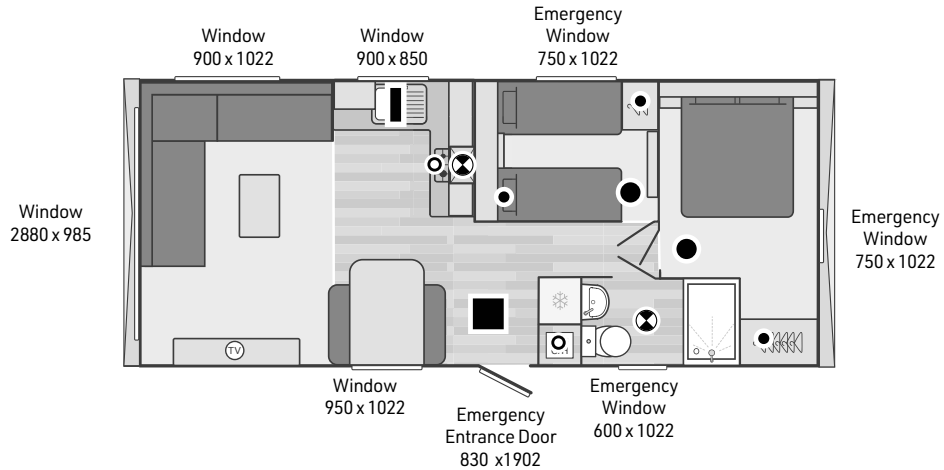 Window
900 x 1022
Window
900 x 850
Emergency
Window
750 x 1022
Window
2880 x 985
Emergency
Window
750 x 1022
TV
Window
950 x 1022
Emergency
Entrance Door
830 x1902
Emergency
Window
600 x 1022